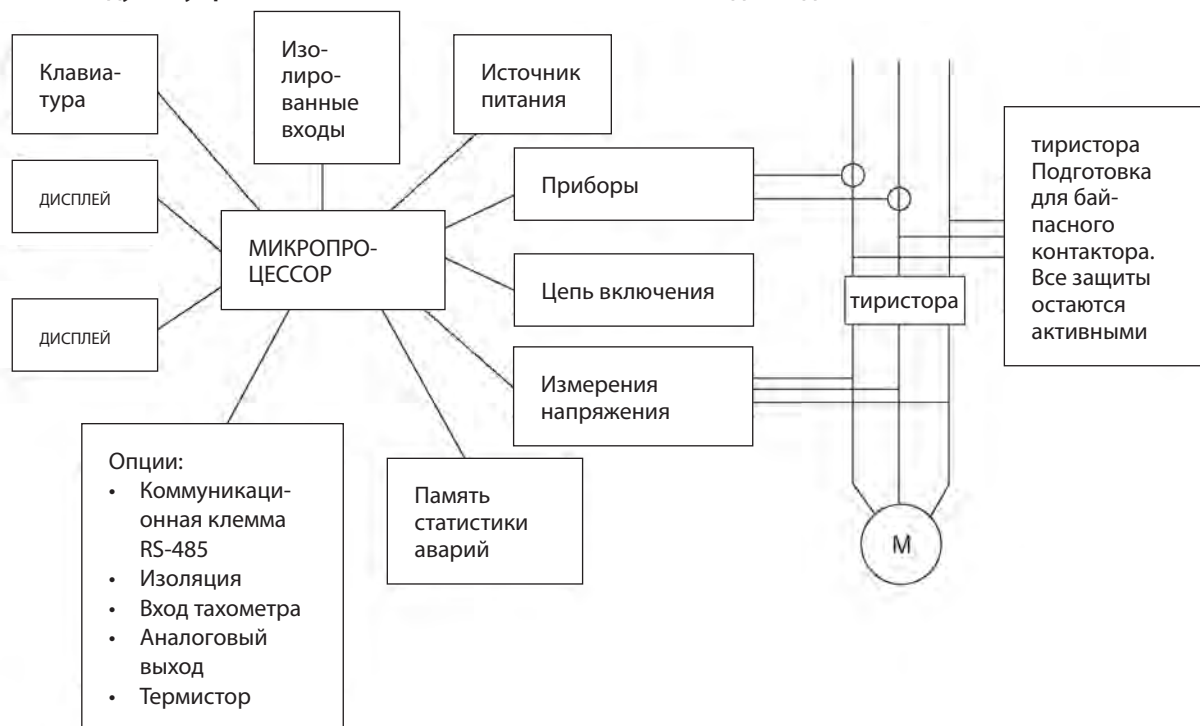 Клавиа-
тура
Изо-
лиро-
ванные
входы
Источник
питания
ДИСПЛЕЙ
ДИСПЛЕЙ
МИКРОПРО-
ЦЕССОР
Приборы
Цепь включения
Измерения
напряжения
тиристора
тиристора
Подготовка
для бай-
пасного
контактора.
Все защиты
остаются
активными
Опции:
• Коммуникаци-
онная клемма
RS-485
• Изоляция
• Вход тахометра
• Аналоговый
выход
• Термистор
Память
статистики
аварий
M